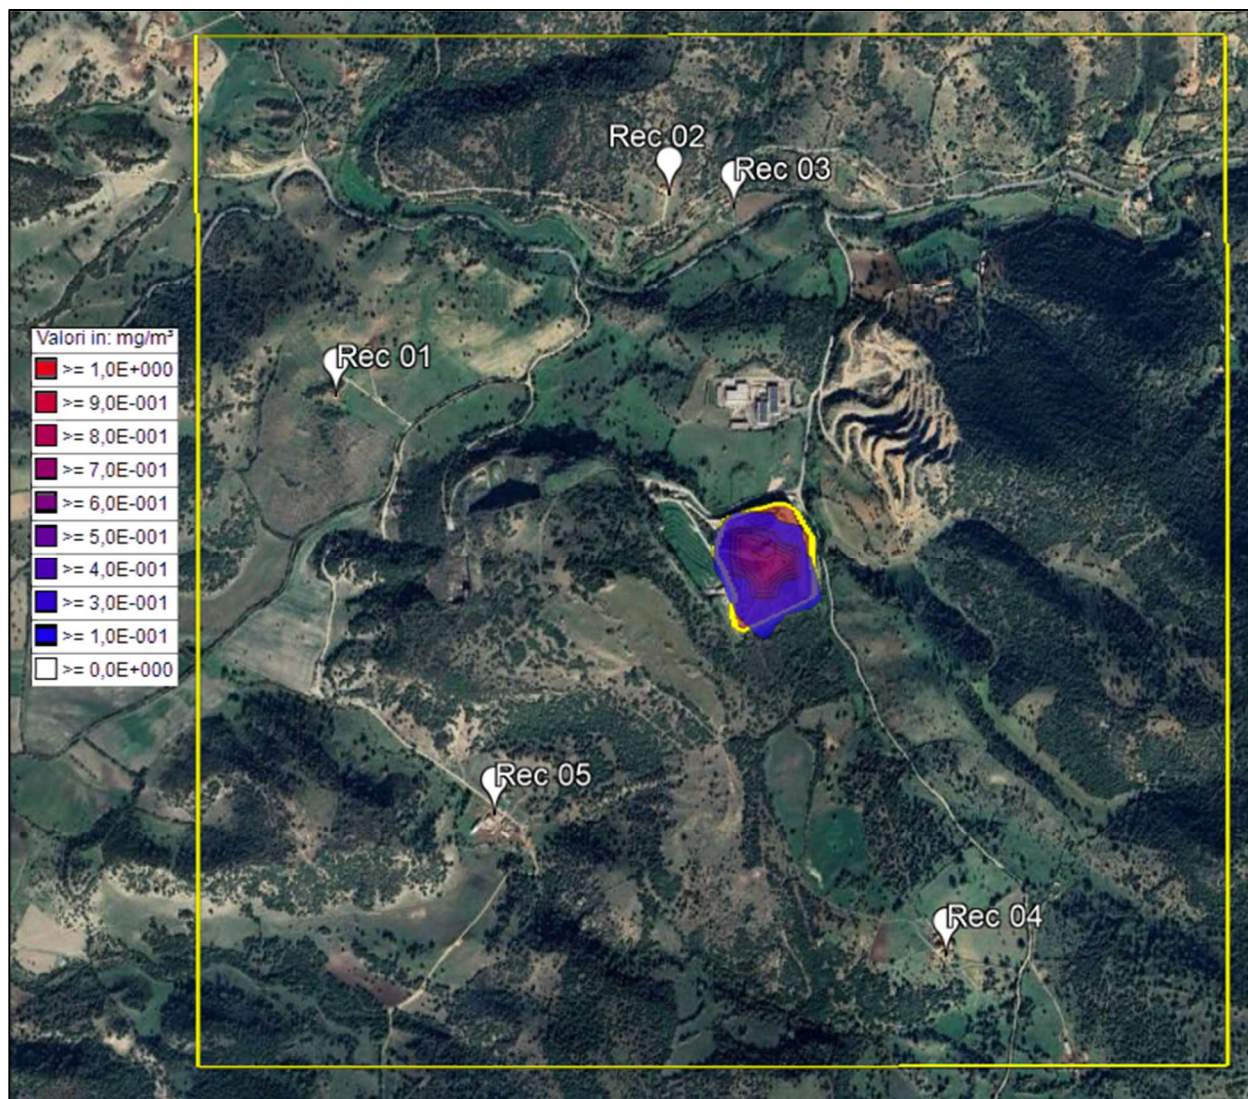 Rec 02
Rec 03
Valori in: mg/m³
>= 1,0E+000
>= 9,0E-001
>= 8,0E-001
>= 7,0E-001
>= 6,0E-001
>= 5,0E-001
>= 4,0E-001
>= 3,0E-001
>= 1,0E-001
>= 0,0E+000
Rec 01
Rec 05
Rec 04